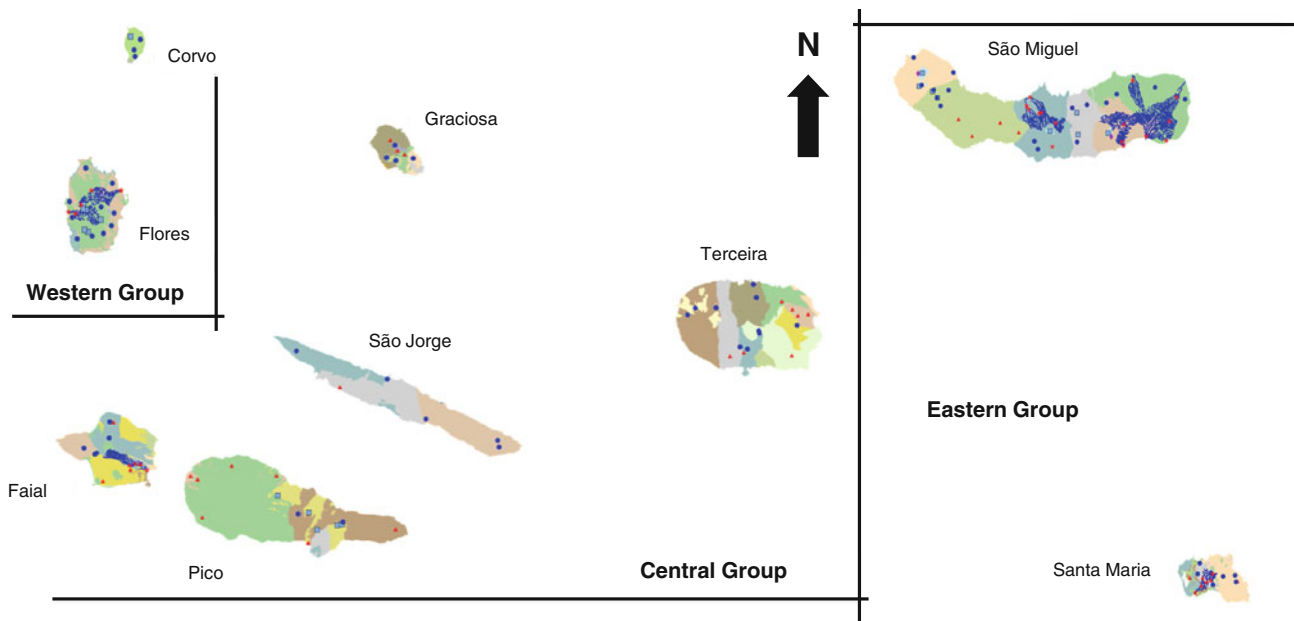 Corvo
N
São Miguel
Graciosa
Flores
Western Group
Terceira
São Jorge
Eastern Group
Faial
Pico
Central Group
Santa Maria